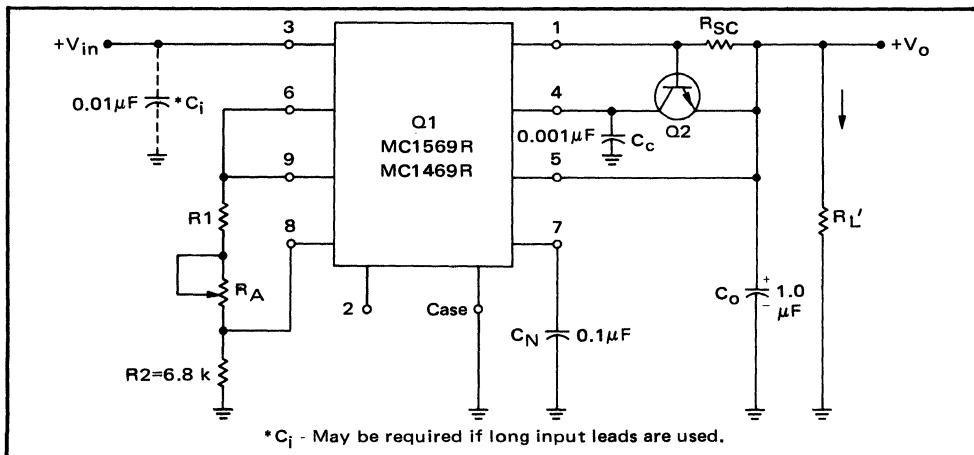 3
1
RSC
+Vin
+Vo
6
4
0.01μF
*Ci
Q1
MC1569R
MC1469R
0.001μF
Cc
Q2
9
5
R1
8
7
RL'
RA
2
Case
CN
0.1μF
Co
+
1.0
μF
−
R2=6.8 k
*Ci - May be required if long input leads are used.